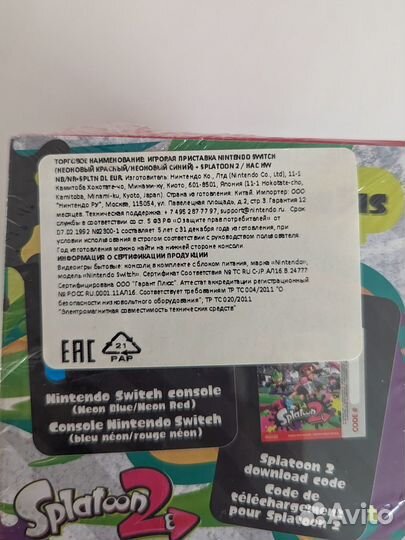 ТОРГОВОЕ НАИМЕНОВАНИЕ: ИГРОВАЯ ПРИСТАВКА NINTENDO SWITCH
(НЕОНОВЫЙ КРАСНЫЙ/НЕОНОВЫЙ СИНИЙ) + SPLATOON 2 / HAC HW
NB/NR+SPLTN DL EUR. Изготовитель: Нинтендо Ко., Лтд (Nintendo Co., Ltd), 11-1
Камитоба Хокотате-чо, Минами-ку, Киото, 601-8501, Япония (11-1 Hokotate-cho,
Kamitoba, Minami-ku, Kyoto, Japan). Страна изготовления: Китай. Импортер: ООО
"Нинтендо РУ", Москва, 115054, ул. Павелецкая площадь, д.2, стр 3. Гарантия 12
месяцев. Техническая поддержка + 7 495 287 77 97, support@nintendo.ru. Срок
службы в соответствии со ст. 5 ФЗ РФ «О защите прав потребителей» от
07.02.1992 №2300-1 составляет 5 лет с 31 декабря года изготовления, при
условии использования в строгом соответствии с руководством пользователя.
Год изготовления можно найти на нижней стороне консоли.
ИНФОРМАЦИЯ О СЕРТИФИКАЦИИ ПРОДУКЦИИ
Видеоигры бытовые: консоли, в комплекте с блоком питания, марка «Nintendo»,
модель «Nintendo Switch». Сертификат Соответствия № ТС RU C-JP.АЛ16.В.24777
Сертифицирована ООО "Гарант Плюс". Аттестат аккредитации регистрационный
№ РОСС RU.0001.11АЛ16. Соответствует требованиям ТР ТС 004/2011 "О
безопасности низковольтного оборудования", ТР ТС 020/2011
"Электромагнитная совместимость технических средств"
EAC
21
PAP
Nintendo Switch console
(Neon Blue/Neon Red)
Console Nintendo Switch
(bleu néon/rouge néon)
Splatoon 2
CODE #
Splatoon 2
download code
Code de
téléchargement
pour Splatoon 2
Splatoon 2
Avito